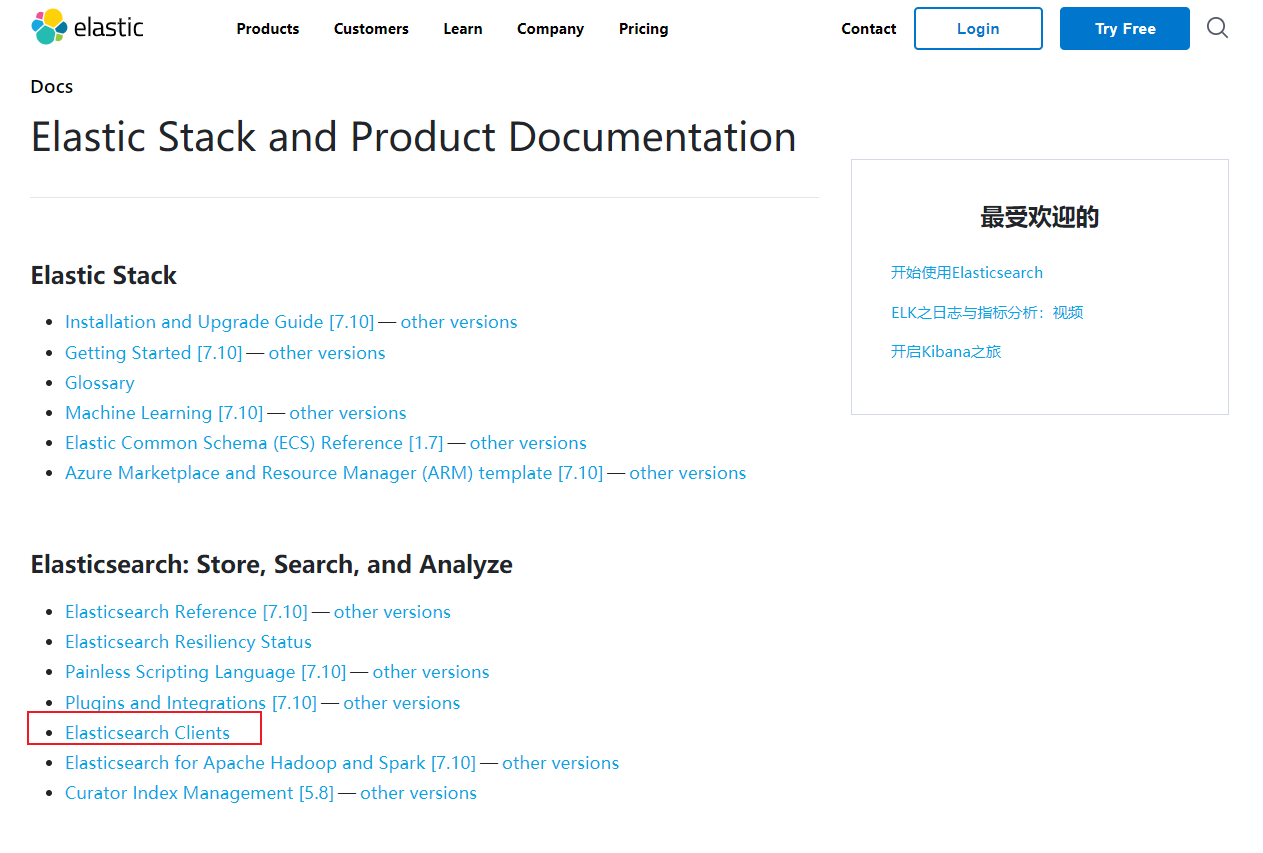 elastic Products Customers Learn Company Pricing Contact Login Try Free
Docs
Elastic Stack and Product Documentation
最受欢迎的
开始使用Elasticsearch
ELK之日志与指标分析：视频
开启Kibana之旅
Elastic Stack
Installation and Upgrade Guide [7.10] — other versions
Getting Started [7.10] — other versions
Glossary
Machine Learning [7.10] — other versions
Elastic Common Schema (ECS) Reference [1.7] — other versions
Azure Marketplace and Resource Manager (ARM) template [7.10] — other versions
Elasticsearch: Store, Search, and Analyze
Elasticsearch Reference [7.10] — other versions
Elasticsearch Resiliency Status
Painless Scripting Language [7.10] — other versions
Plugins and Integrations [7.10] — other versions
Elasticsearch Clients
Elasticsearch for Apache Hadoop and Spark [7.10] — other versions
Curator Index Management [5.8] — other versions